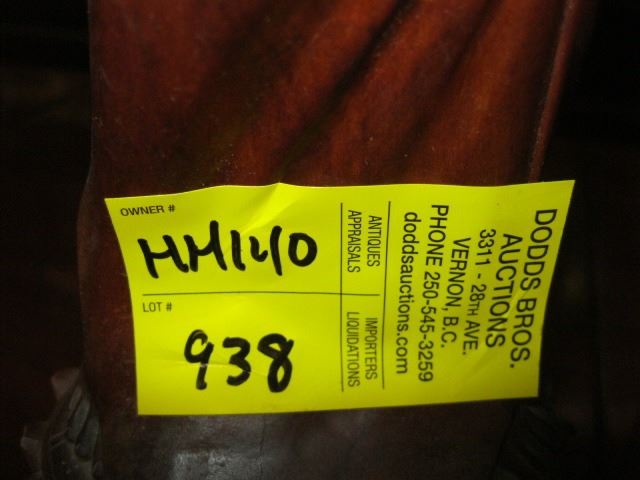 OWNER #
HH140
LOT #
938
ANTIQUES
APPRAISALS
IMPORTERS
LIQUIDATIONS
DODDS BROS.
AUCTIONS
3311 - 28TH AVE.
VERNON, B.C.
PHONE 250-545-3259
doddsauctions.com